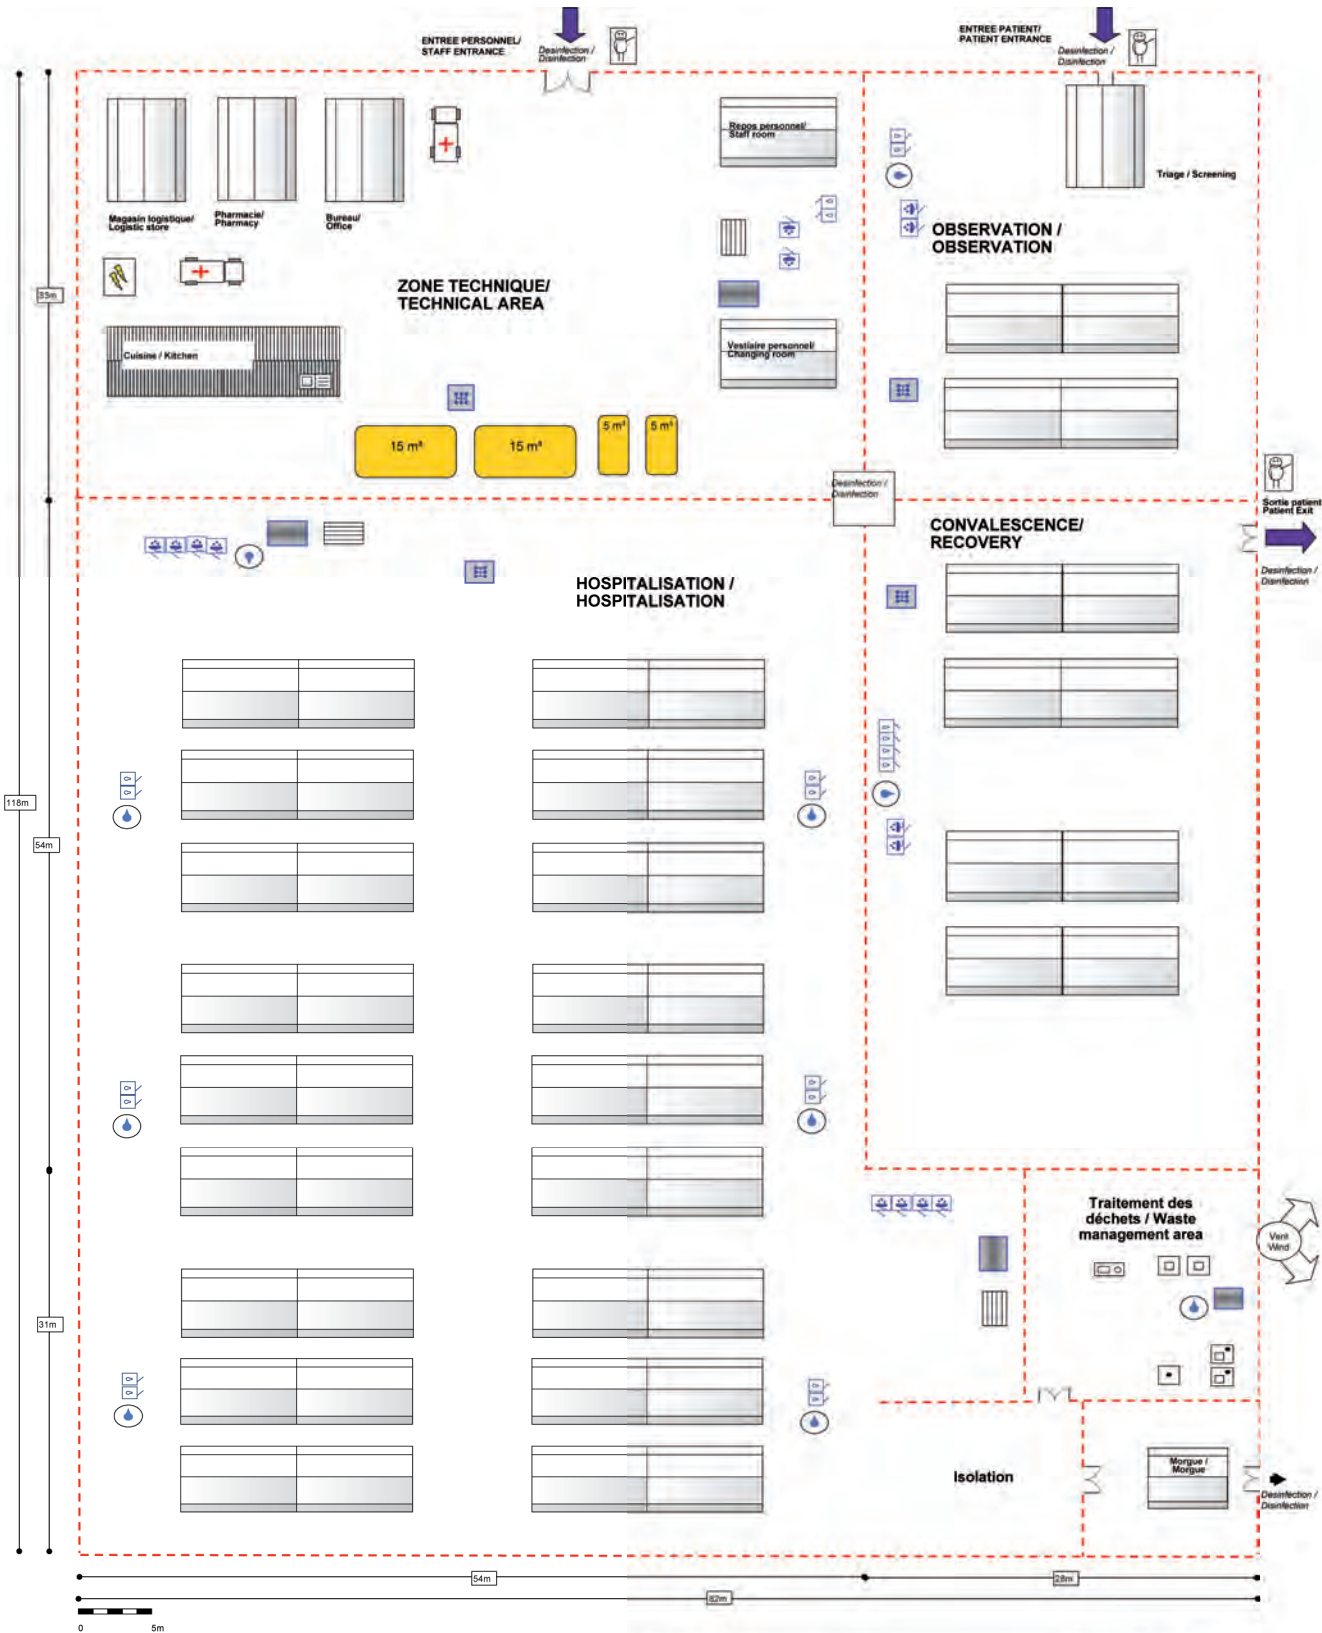 ENTREE PERSONNEL/
STAFF ENTRANCE
Desinfection /
Disinfection
ENTREE PATIENT/
PATIENT ENTRANCE
Desinfection /
Disinfection
Repos personnel/
Staff room
Triage / Screening
Magasin logistique/
Logistic store
Pharmacie/
Pharmacy
Bureau/
Office
OBSERVATION /
OBSERVATION
ZONE TECHNIQUE/
TECHNICAL AREA
33m
Cuisine / Kitchen
Vestiaire personnel/
Changing room
15 m³
15 m³
5 m³
5 m³
Desinfection /
Disinfection
Sortie patient
Patient Exit
CONVALESCENCE/
RECOVERY
Desinfection /
Disinfection
HOSPITALISATION /
HOSPITALISATION
118m
54m
Traitement des
déchets / Waste
management area
Vent
Wind
31m
Isolation
Morgue /
Morgue
Desinfection /
Disinfection
54m
28m
82m
0
5m